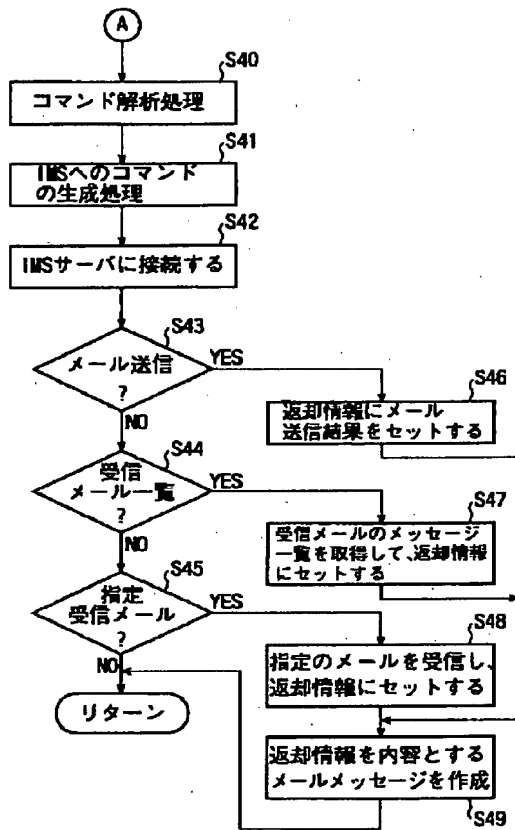 A
S40
コマンド解析処理
S41
IMSへのコマンド
の生成処理
S42
IMSサーバに接続する
S43
メール送信
?
YES
NO
S46
返却情報にメール
送信結果をセットする
S44
受信
メール一覧
?
YES
NO
S47
受信メールのメッセージ
一覧を取得して、返却情報
にセットする
S45
指定
受信メール
?
YES
NO
S48
指定のメールを受信し、
返却情報にセットする
リターン
返却情報を内容とする
メールメッセージを作成
S49